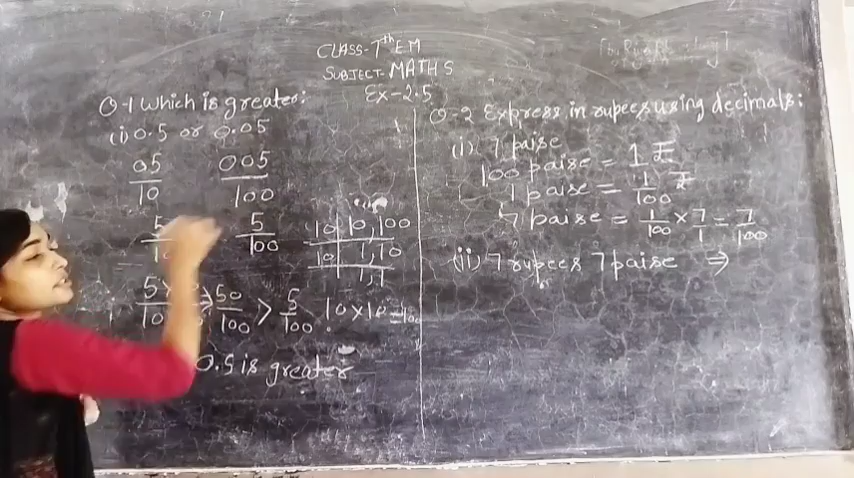 CLASS-7th EM
SUBJECT-MATHS
EX-2.5
Q-1 Which is greater:
(i) 0.5 or 0.05
05/10 005/100
5/10 5/100
10 | 10, 100
10 | 1, 10
1, 1
50/100 > 5/100
10×10=100
0.5 is greater
Q-2 Express in rupees using decimals:
(i) 7 paise
100 paise = 1 ₹
1 paise = 1/100 ₹
7 paise = 1/100 × 7/1 = 7/100
(ii) 7 rupees 7 paise ⇒